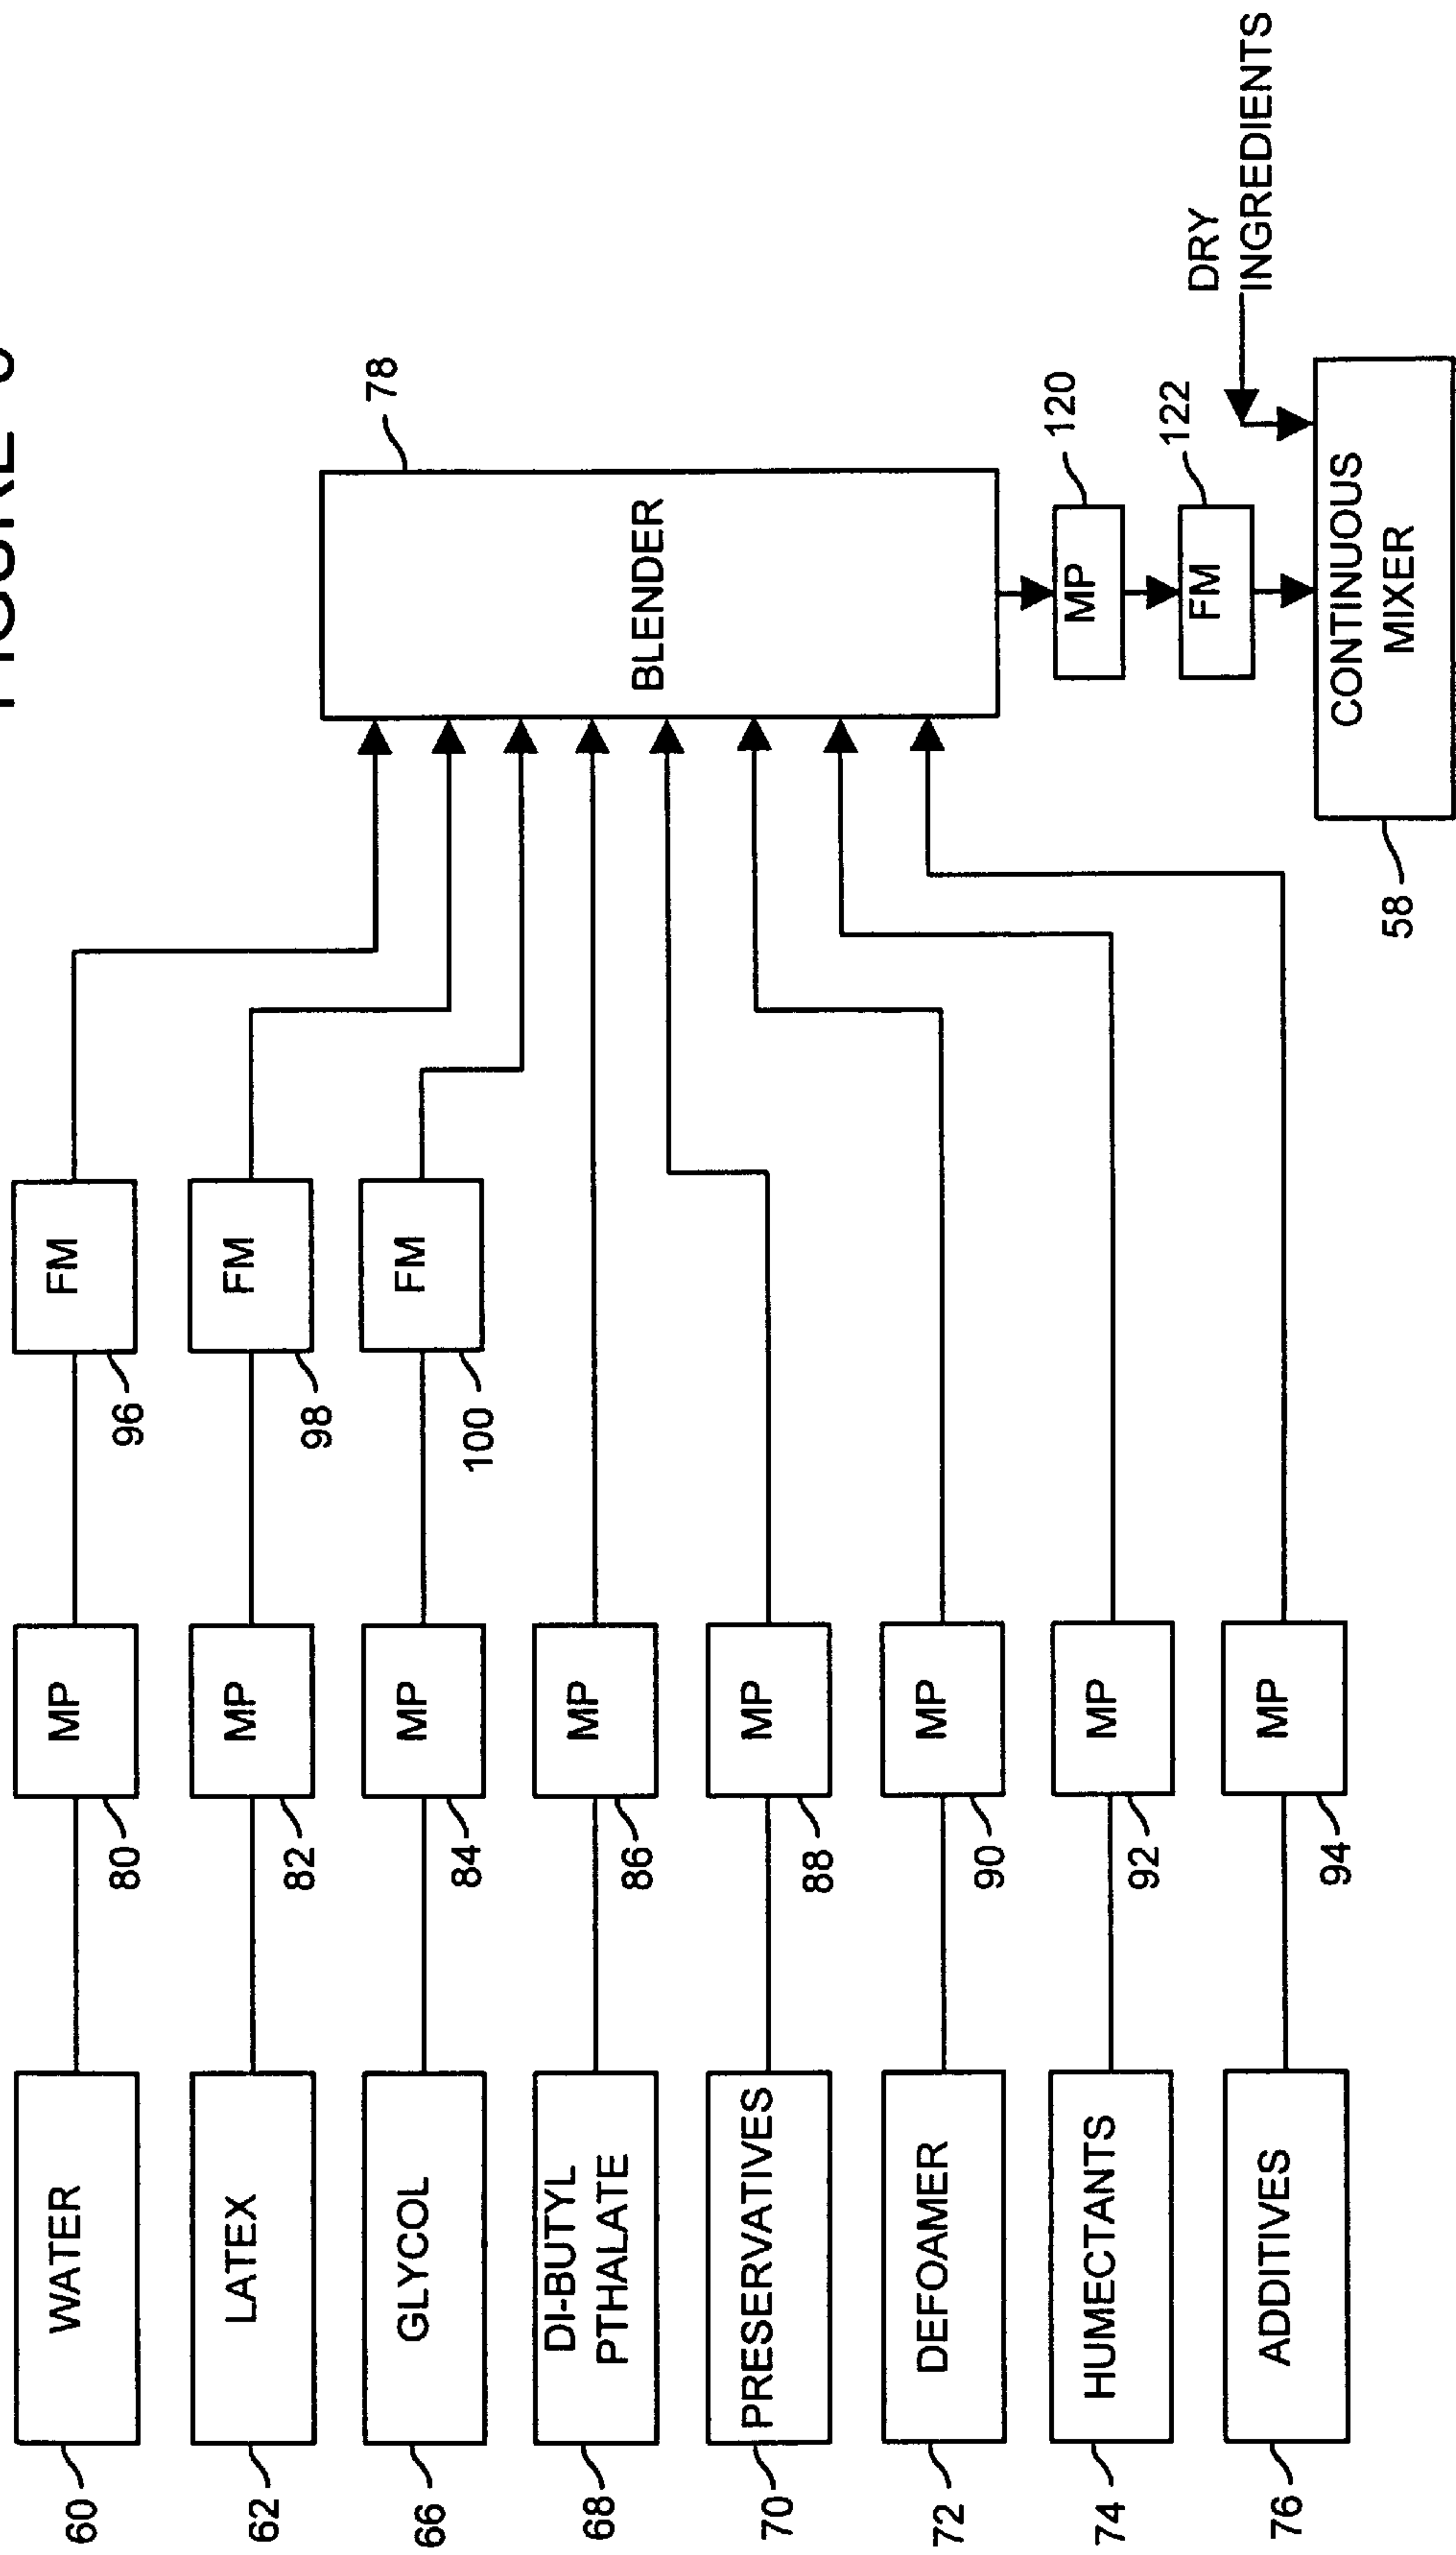 FIGURE
60
WATER
80
MP
96
FM
62
LATEX
82
MP
98
FM
66
GLYCOL
84
MP
100
FM
68
DI-BUTYL
PTHALATE
86
MP
70
PRESERVATIVES
88
MP
72
DEFOAMER
90
MP
74
HUMECTANTS
92
MP
76
ADDITIVES
94
MP
78
BLENDER
120
MP
122
FM
DRY
INGREDIENTS
58
CONTINUOUS
MIXER